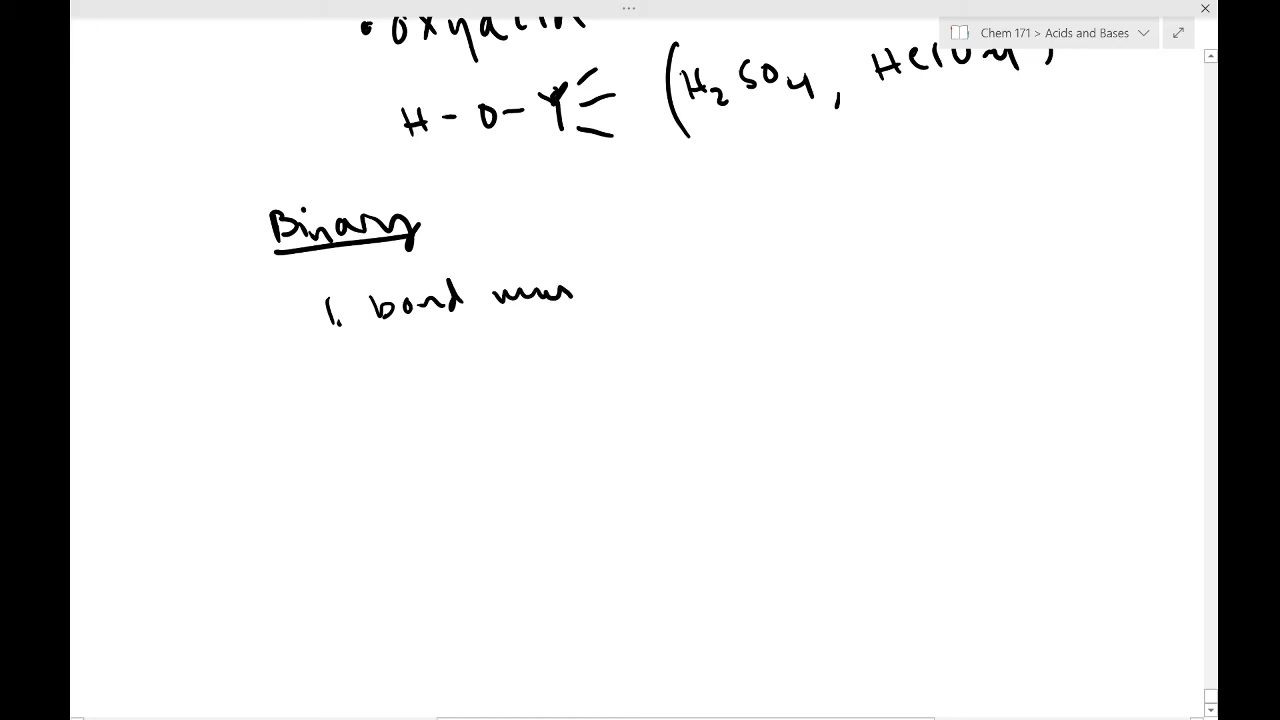 • oxyacid
Chem 171 > Acids and Bases
H - O - Y (H₂SO₄, HClO₄,
Binary
1. bond